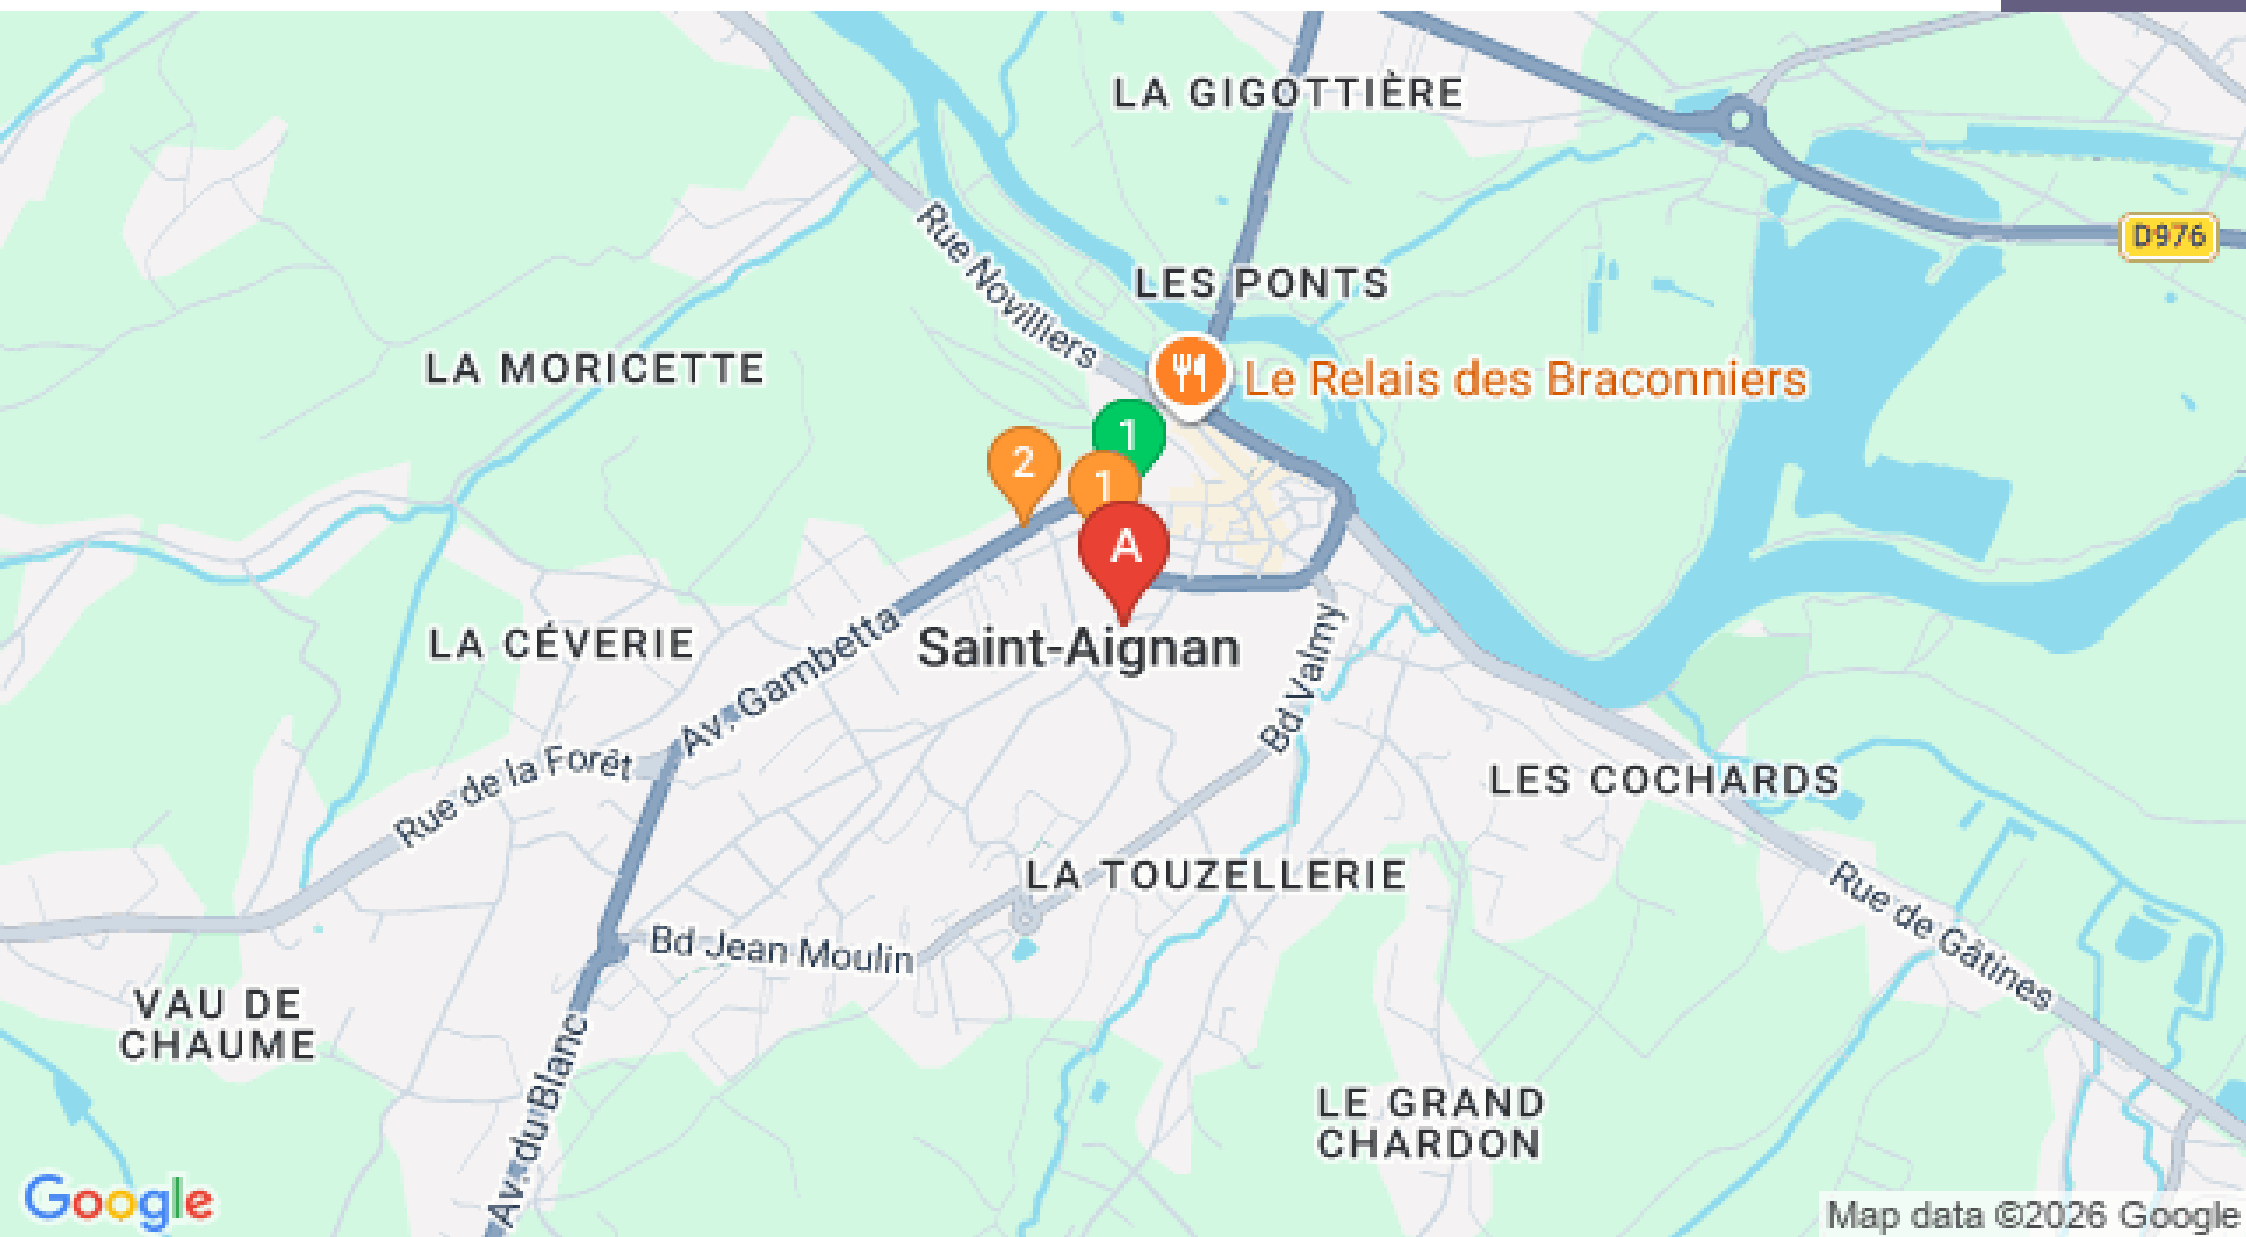 LA GIGOTTIÈRE
D976
Rue Novilliers
LES PONTS
LA MORICETTE
Le Relais des Braconniers
1
2
1
A
LA CÉVERIE
Saint-Aignan
Av. Gambetta
Bd Valmy
Rue de la Forêt
LES COCHARDS
LA TOUZELLERIE
Rue de Gâtines
Bd Jean Moulin
VAU DE
CHAUME
Av. du Blanc
LE GRAND
CHARDON
Google
Map data ©2026 Google